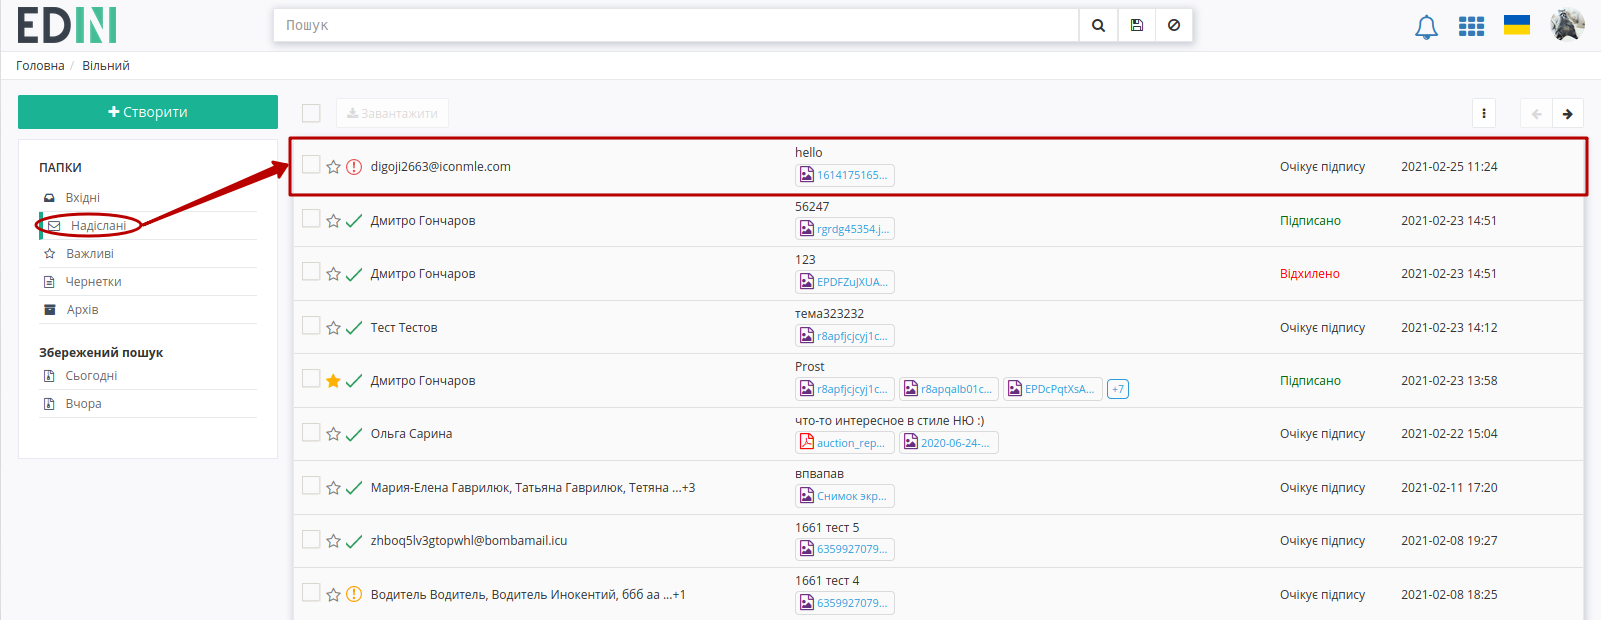 EDIN
Пошук
Головна / Вільний
Створити
Завантажити
ПАПКИ
Вхідні
Надіслані
Важливі
Чернетки
Архів
Збережений пошук
Сьогодні
Вчора
digoji2663@iconmle.com
hello
1614175165...
Очікує підпису
2021-02-25 11:24
Дмитро Гончаров
56247
rgrdg45354.j...
Підписано
2021-02-23 14:51
Дмитро Гончаров
123
EPDFZuJXUA...
Відхилено
2021-02-23 14:51
Тест Тестов
тема323232
r8apfjcjcyj1c...
Очікує підпису
2021-02-23 14:12
Дмитро Гончаров
Prost
r8apfjcjcyj1c... r8apqalb01c... EPDcPqtXsA... +7
Підписано
2021-02-23 13:58
Ольга Сарина
что-то интересное в стиле НЮ :)
auction_rep... 2020-06-24-...
Очікує підпису
2021-02-22 15:04
Мария-Елена Гаврилюк, Татьяна Гаврилюк, Тетяна ...+3
впвапав
Снимок экр...
Очікує підпису
2021-02-11 17:20
zhboq5lv3gtopwhl@bombamail.icu
1661 тест 5
6359927079...
Очікує підпису
2021-02-08 19:27
Водитель Водитель, Водитель Инокентий, ббб аа ...+1
1661 тест 4
6359927079...
Очікує підпису
2021-02-08 18:25